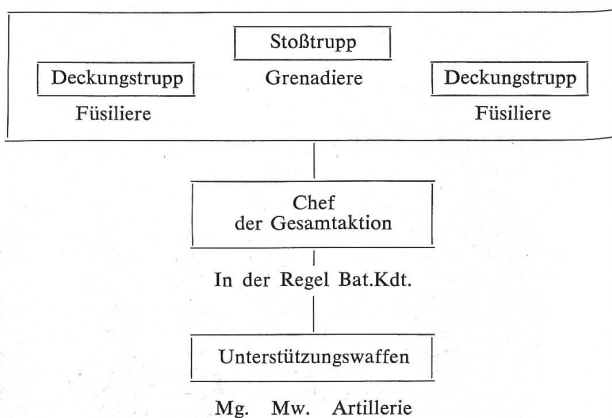 Stoßtrupp
Deckungstrupp Grenadiere Deckungstrupp
Füsiliere Füsiliere
Chef
der Gesamtaktion
In der Regel Bat.Kdt.
Unterstützungswaffen
Mg. Mw. Artillerie